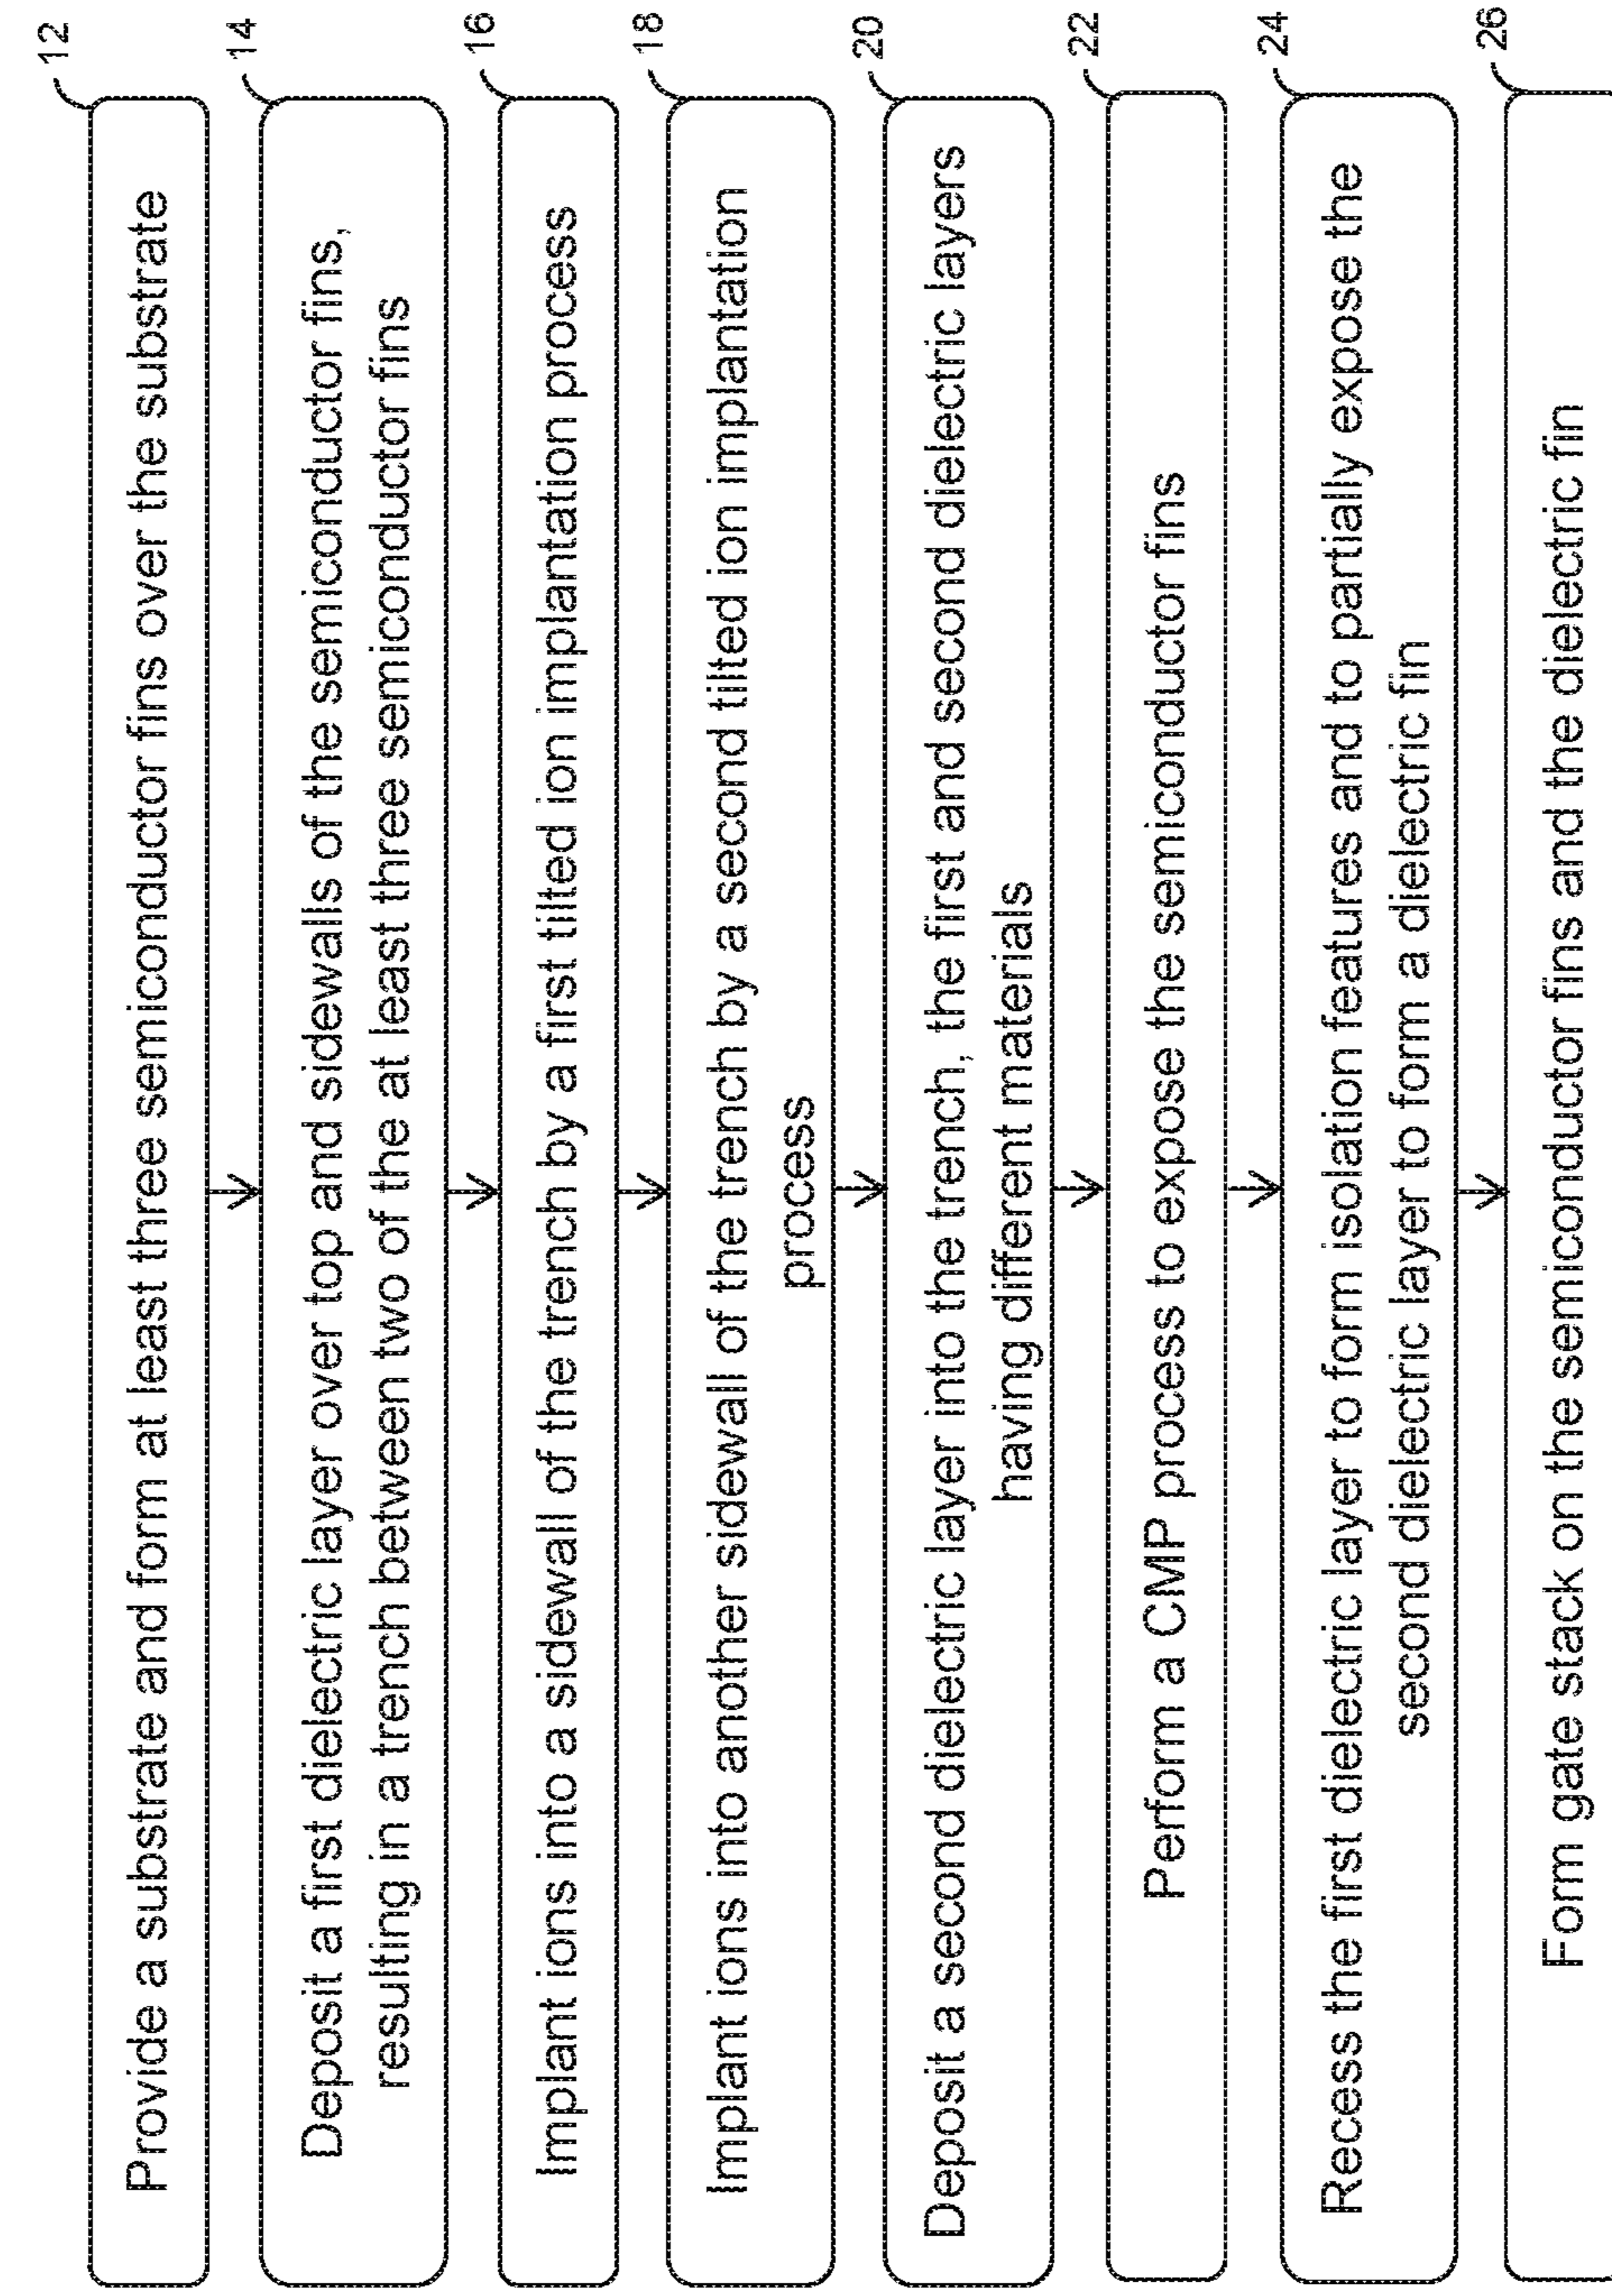 12
Provide a substrate and form at least three semiconductor fins over the substrate
14
Deposit a first dielectric layer over top and sidewalls of the semiconductor fins,
resulting in a trench between two of the at least three semiconductor fins
16
Implant ions into a sidewall of the trench by a first tilted ion implantation process
18
Implant ions into another sidewall of the trench by a second tilted ion implantation
process
20
Deposit a second dielectric layer into the trench, the first and second dielectric layers
having different materials
22
Perform a CMP process to expose the semiconductor fins
24
Recess the first dielectric layer to form isolation features and to partially expose the
second dielectric layer to form a dielectric fin
26
Form gate stack on the semiconductor fins and the dielectric fin